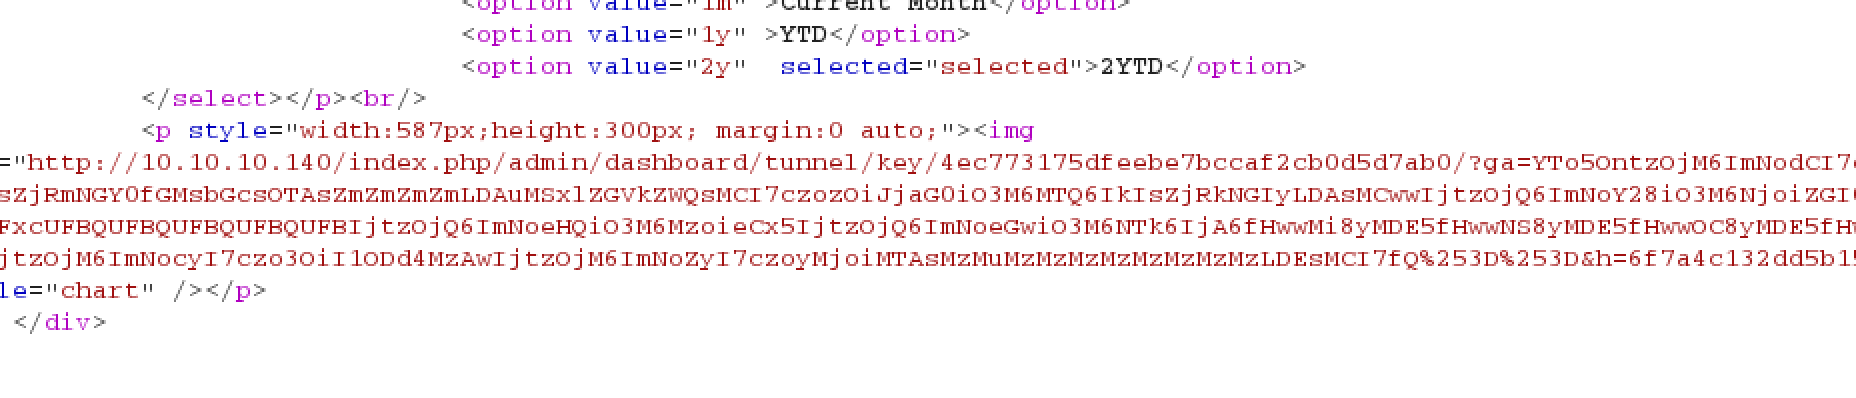 <option value="1m" >Current Month</option>
<option value="1y" >YTD</option>
<option value="2y"  selected="selected">2YTD</option>
</select></p><br/>
<p style="width:587px;height:300px; margin:0 auto;"><img
="http://10.10.10.140/index.php/admin/dashboard/tunnel/key/4ec773175dfeebe7bccaf2cb0d5d7ab0/?ga=YTo5OntzOjM6ImNodCI7
sZjRmNGY0fGMsbGcsOTAsZmZmZmZmLDAuMSxlZGVkZWQsMCI7czozOiJjaG0iO3M6MTQ6IkIsZjRkNGIyLDAsMCwwIjtzOjQ6ImNoY28iO3M6NjoiZGI
FxcUFBQUFBQUFBQUFBQUFBIjtzOjQ6ImNoeHQiO3M6MzoieCx5IjtzOjQ6ImNoeGwiO3M6NTk6IjA6fHwwMi8yMDE5fHwwNS8yMDE5fHwwOC8yMDE5fH
jtzOjM6ImNocyI7czo3OiI1ODd4MzAwIjtzOjM6ImNoZyI7czoyMjoiMTAsMzMuMzMzMzMzMzMzMzMzLDEsMCI7fQ%253D%253D&h=6f7a4c132dd5b1
le="chart" /></p>
</div>